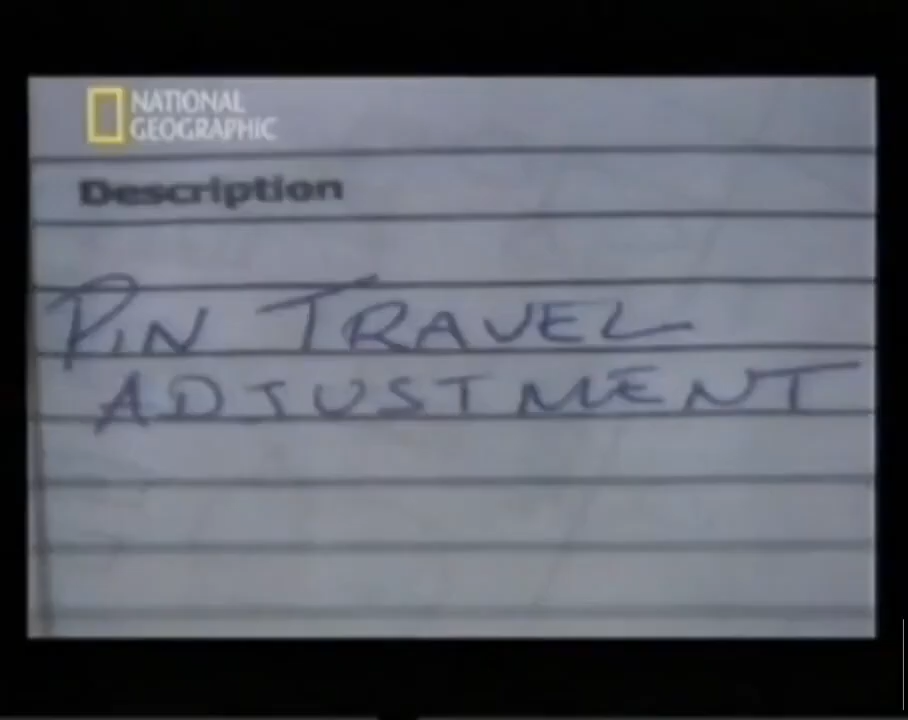 NATIONAL
GEOGRAPHIC
Description
PIN TRAVEL
ADJUSTMENT